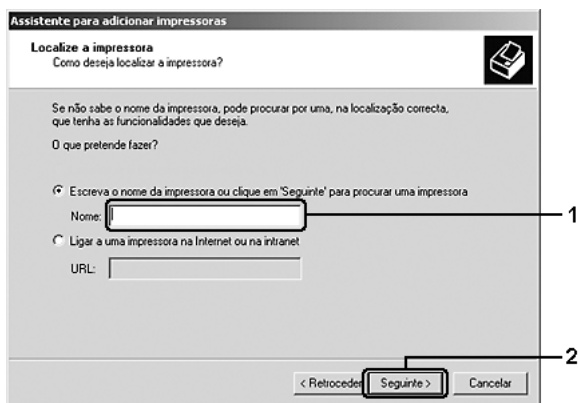 Assistente para adicionar impressoras
Localize a impressora
Como deseja localizar a impressora?
Se não sabe o nome da impressora, pode procurar por uma, na localização correcta,
que tenha as funcionalidades que deseja.
O que pretende fazer?
Escreva o nome da impressora ou clique em 'Seguinte' para procurar uma impressora
Nome:
1
Ligar a uma impressora na Internet ou na intranet
URL:
2
< Retroceder
Seguinte >
Cancelar